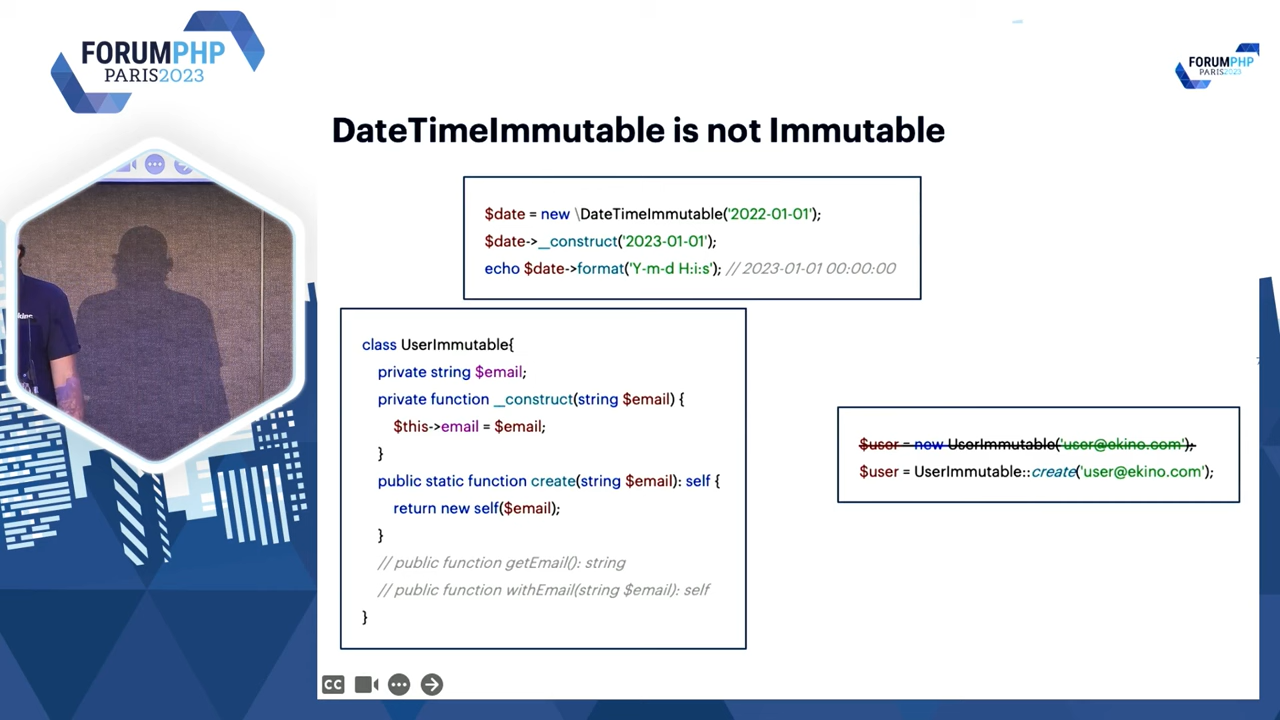 FORUMPHP
PARIS2023
FORUMPHP
PARIS2023
DateTimeImmutable is not Immutable
$date = new \DateTimeImmutable('2022-01-01');
$date->__construct('2023-01-01');
echo $date->format('Y-m-d H:i:s'); // 2023-01-01 00:00:00
class UserImmutable{
private string $email;
private function __construct(string $email) {
$this->email = $email;
}
public static function create(string $email): self {
return new self($email);
}
// public function getEmail(): string
// public function withEmail(string $email): self
}
$user = new UserImmutable('user@ekino.com');
$user = UserImmutable::create('user@ekino.com');
CC